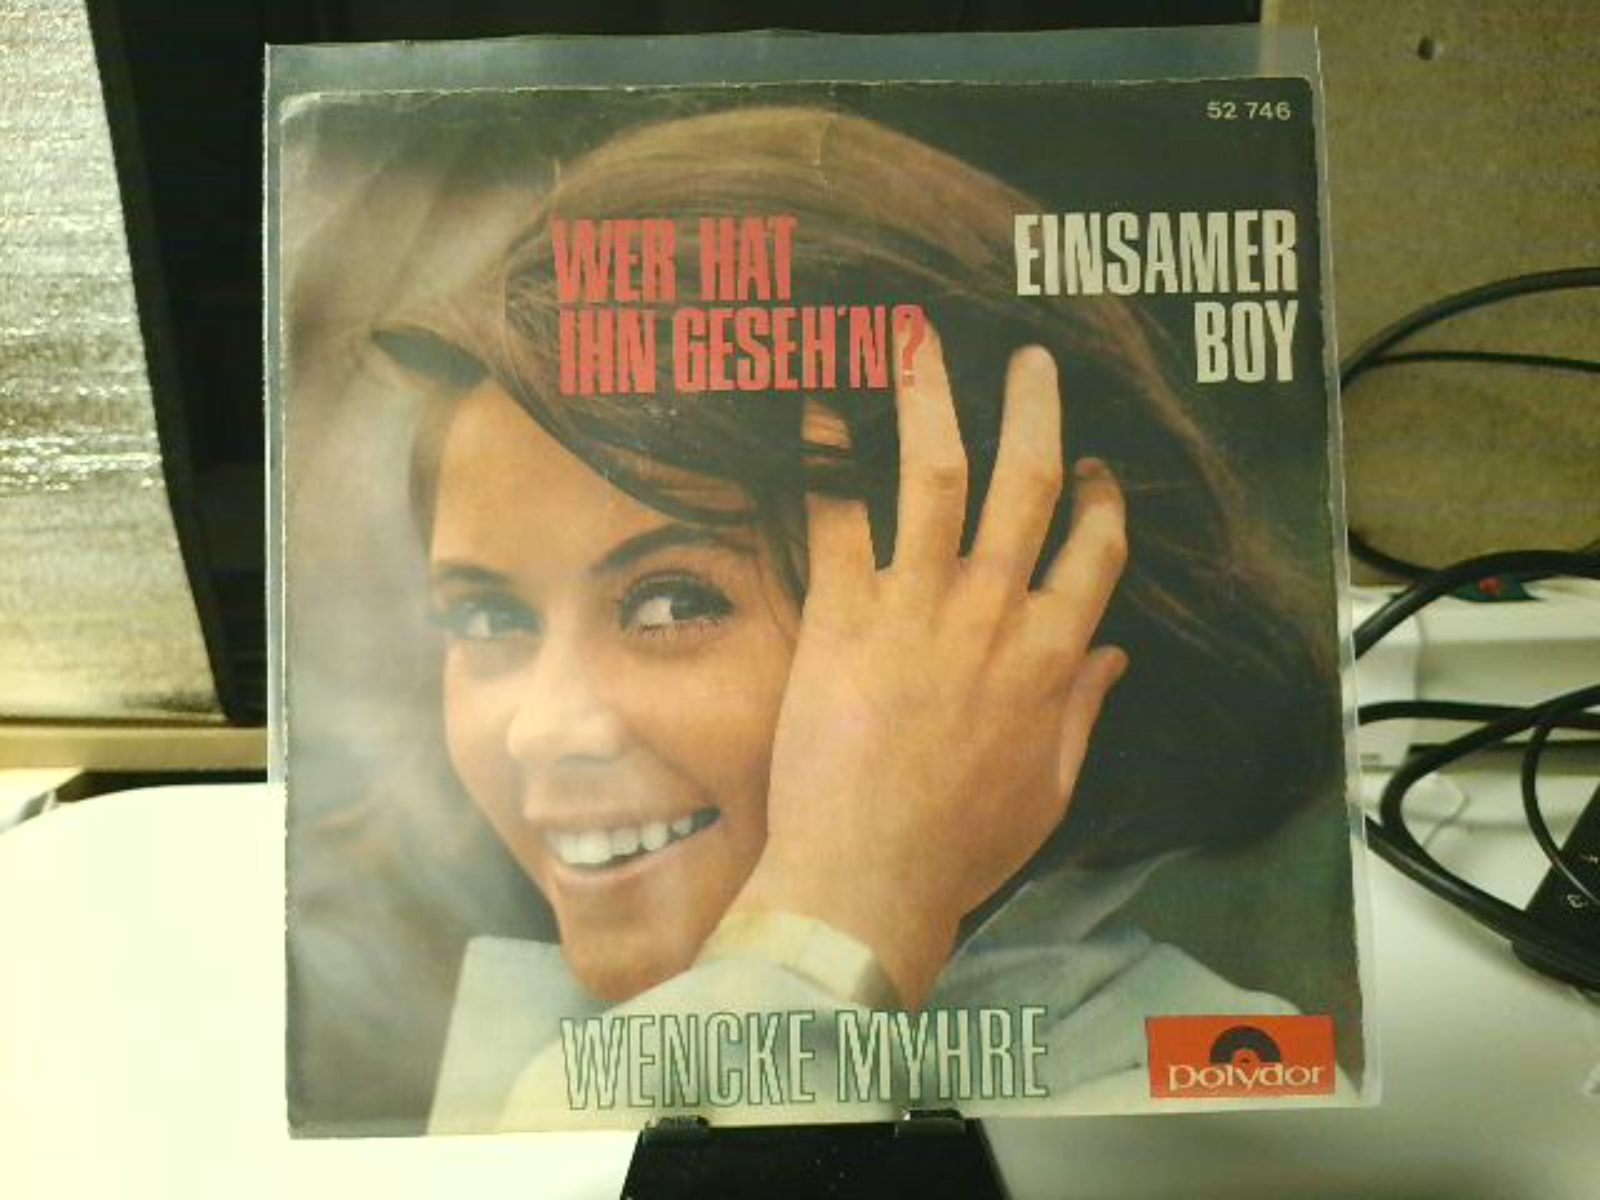 52 746
WER HAT
IHN GESEH'N?
EINSAMER
BOY
WENCKE MYHRE
polydor